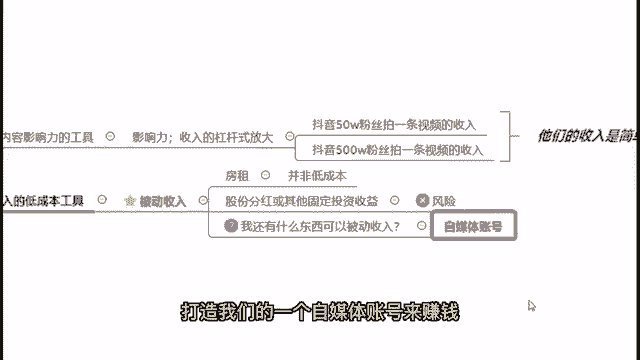 抖音50w粉丝拍一条视频的收入
内容影响力的工具 影响力；收入的杠杆式放大
他们的收入是简单
抖音500w粉丝拍一条视频的收入
房租 并非低成本
入的低成本工具 被动收入 股份分红或其他固定投资收益 风险
我还有什么东西可以被动收入？ 自媒体账号
打造我们的一个自媒体账号来赚钱